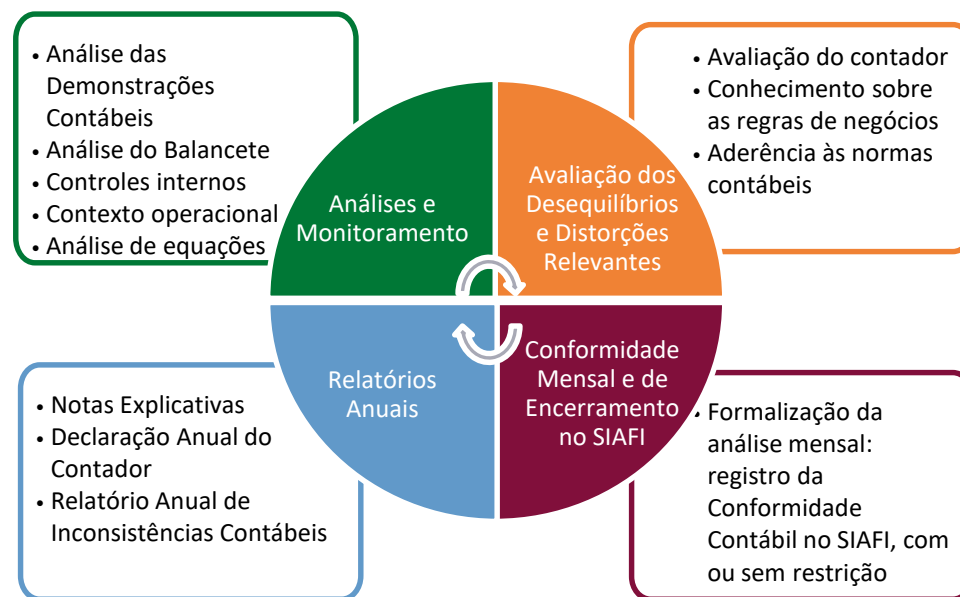 • Análise das
Demonstrações
Contábeis
• Análise do Balancete
• Controles internos
• Contexto operacional
• Análise de equações
• Avaliação do contador
• Conhecimento sobre
as regras de negócios
• Aderência às normas
contábeis
Análises e
Monitoramento
Avaliação dos
Desequilíbrios
e Distorções
Relevantes
Relatórios
Anuais
Conformidade
Mensal e de
Encerramento
no SIAFI
• Notas Explicativas
• Declaração Anual do
Contador
• Relatório Anual de
Inconsistências Contábeis
• Formalização da
análise mensal:
registro da
Conformidade
Contábil no SIAFI, com
ou sem restrição